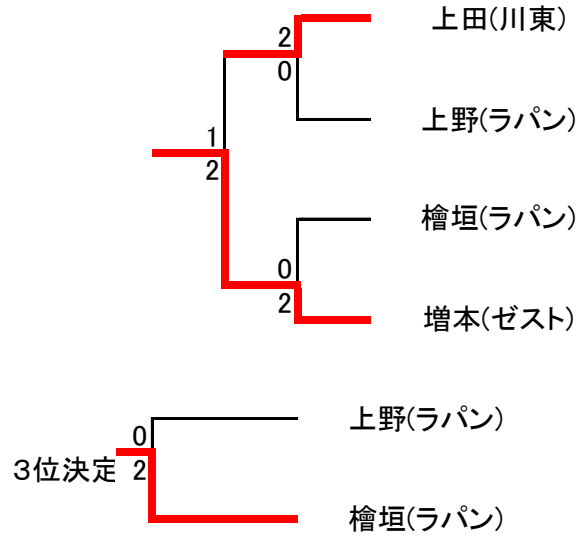 上田(川東)
2
0
上野(ラパン)
1
2
檜垣(ラパン)
0
2
増本(ゼスト)
上野(ラパン)
0
3位決定 2
檜垣(ラパン)